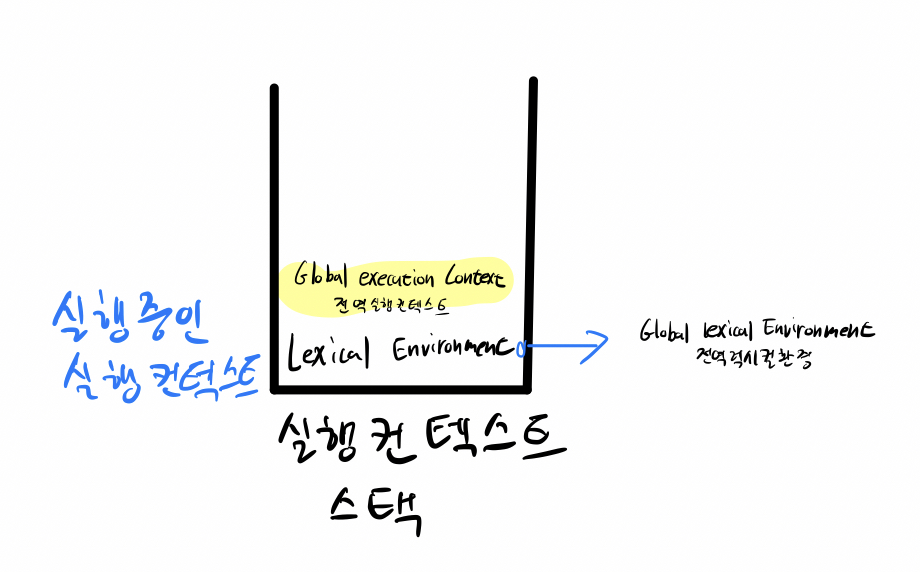 Global execution Context
전역실행컨텍스트
실행중인
실행컨텍스트
Lexical Environment
Global lexical Environment
전역럭시컬환경
실행컨텍스트
스택